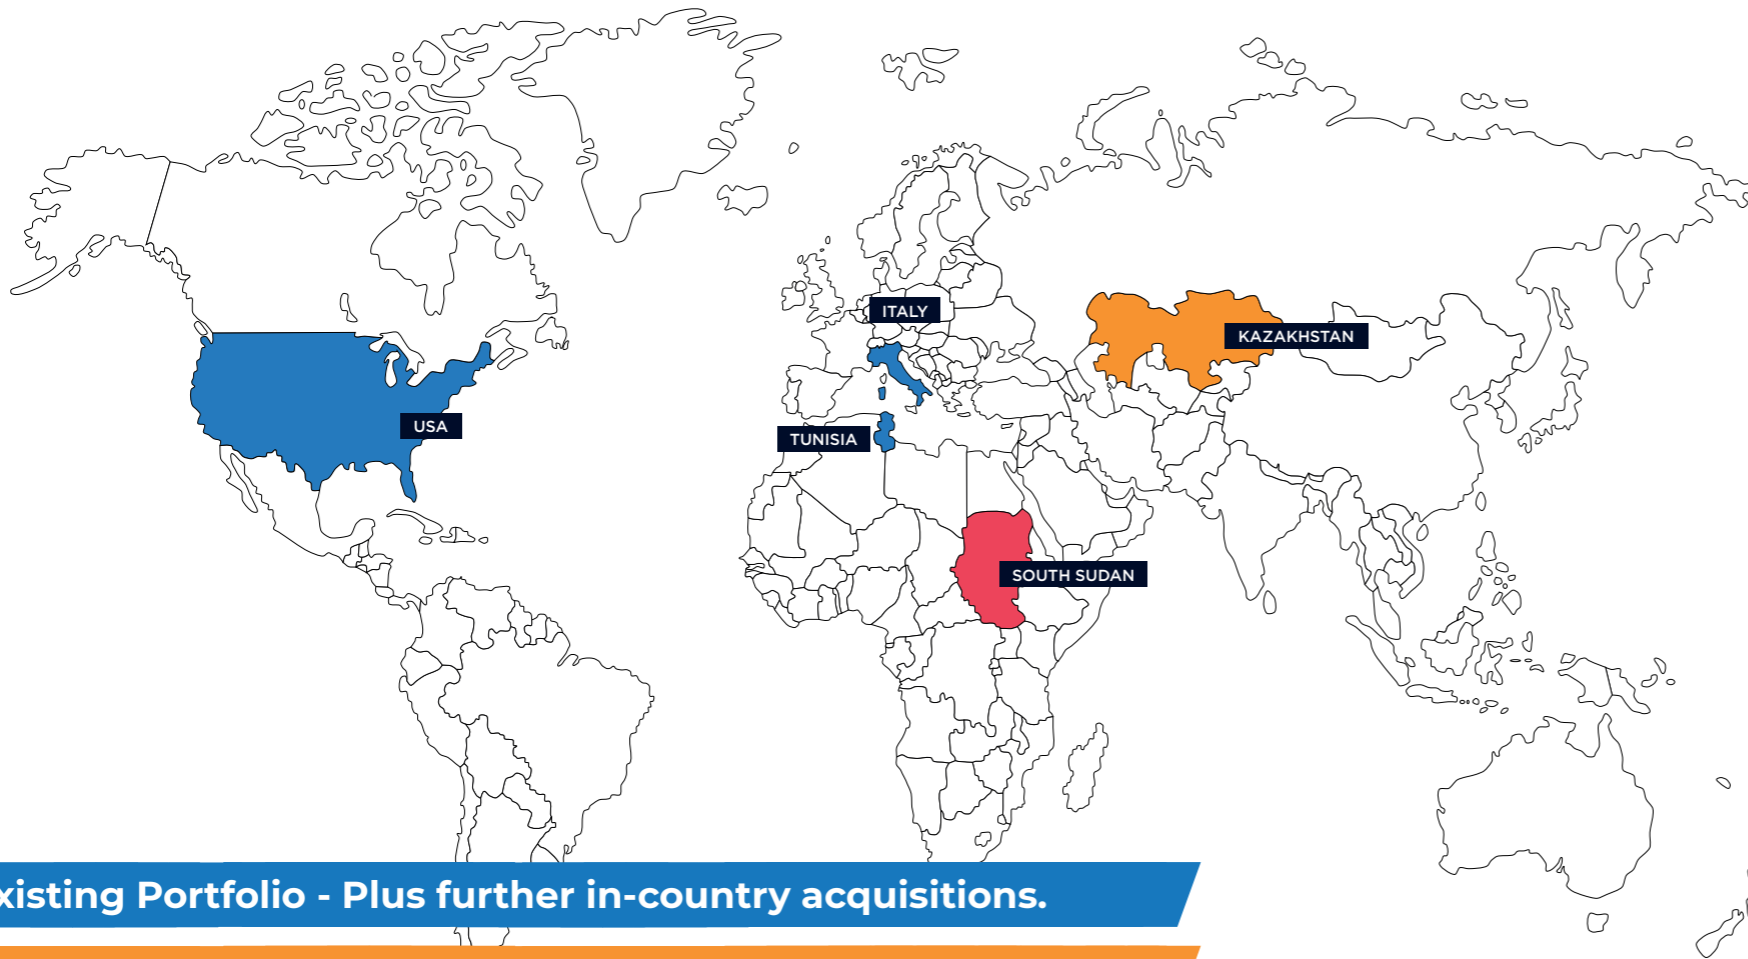 ITALY
KAZAKHSTAN
USA
TUNISIA
SOUTH SUDAN
xisting Portfolio - Plus further in-country acquisitions.